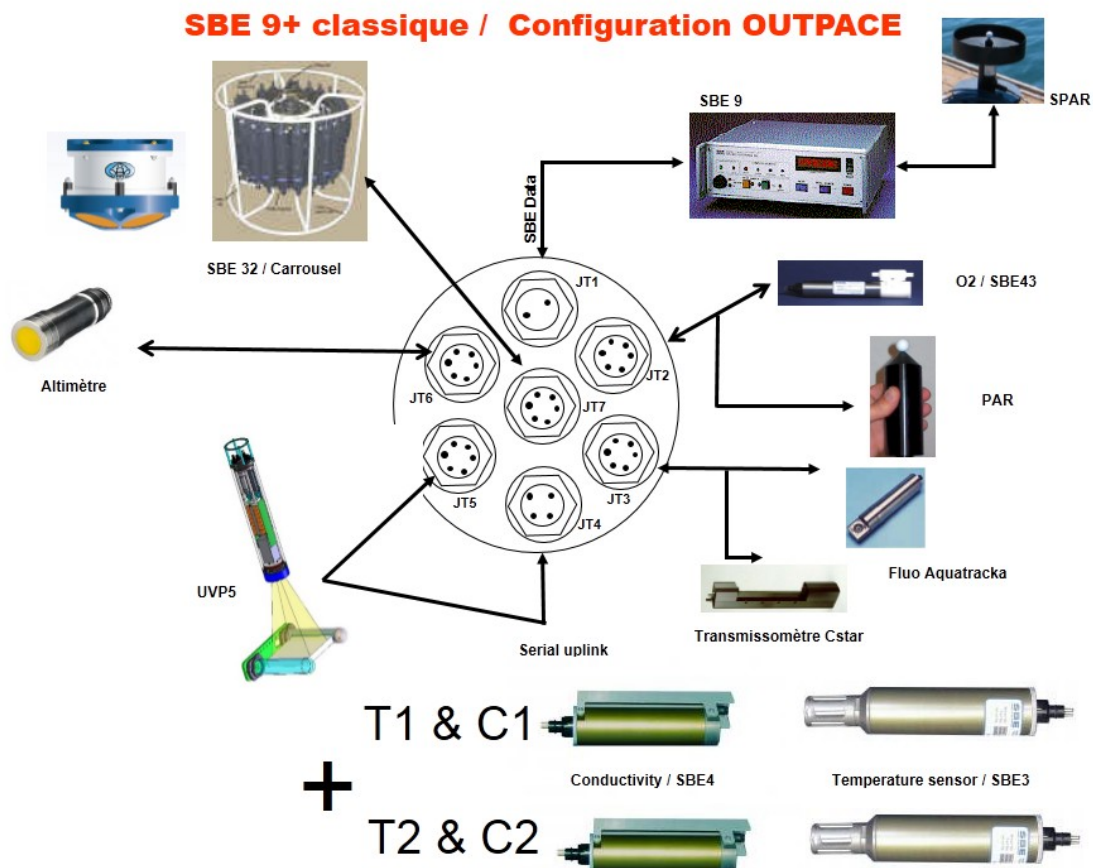 SBE 9+ classique / Configuration OUTPACE
SBE 9
SPAR
SBE Data
SBE 32 / Carrousel
JT1
O2 / SBE43
Altimètre
JT2
JT6
JT7
PAR
JT5
JT3
JT4
UVP5
Fluo Aquatracka
Serial uplink
Transmissomètre Cstar
T1 & C1
+
Conductivity / SBE4
Temperature sensor / SBE3
T2 & C2
SBE
SBE